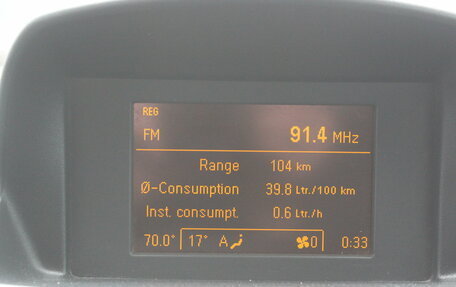 REG
FM 91.4 MHz
Range 104 km
Ø-Consumption 39.8 Ltr./100 km
Inst. consumpt. 0.6 Ltr./h
70.0° 17° A 0 0:33